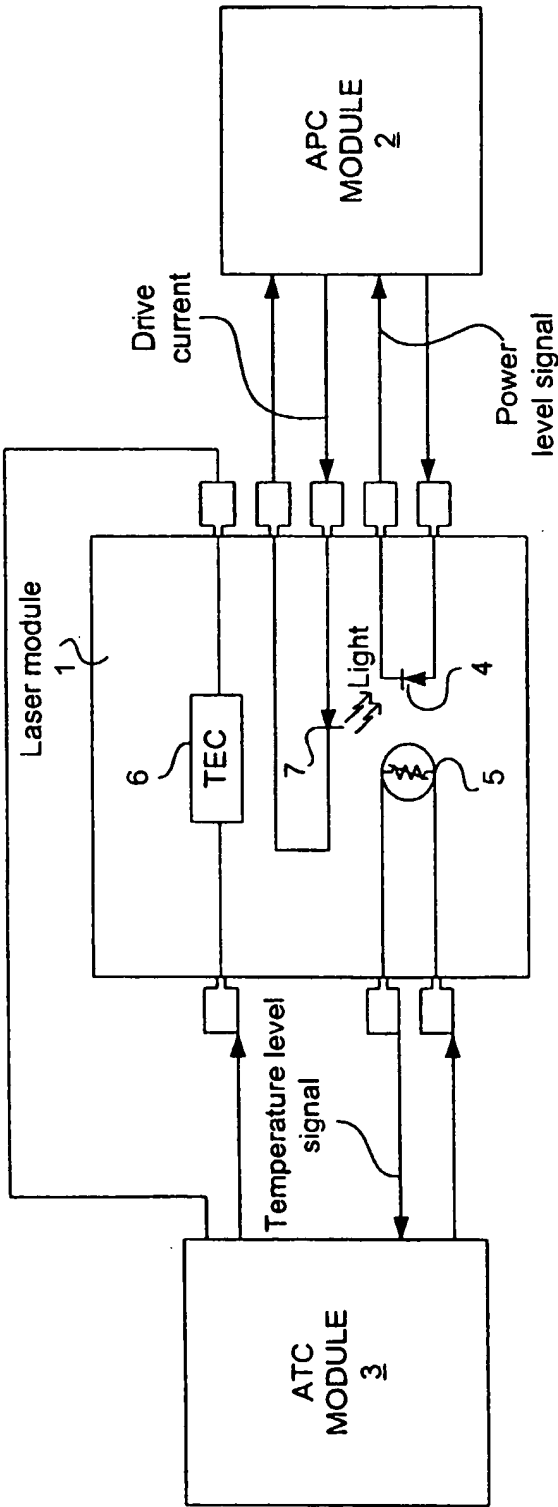 Laser module
1
6
TEC
7
Light
4
5
Drive
current
Power
level signal
APC
MODULE
2
Temperature level
signal
ATC
MODULE
3